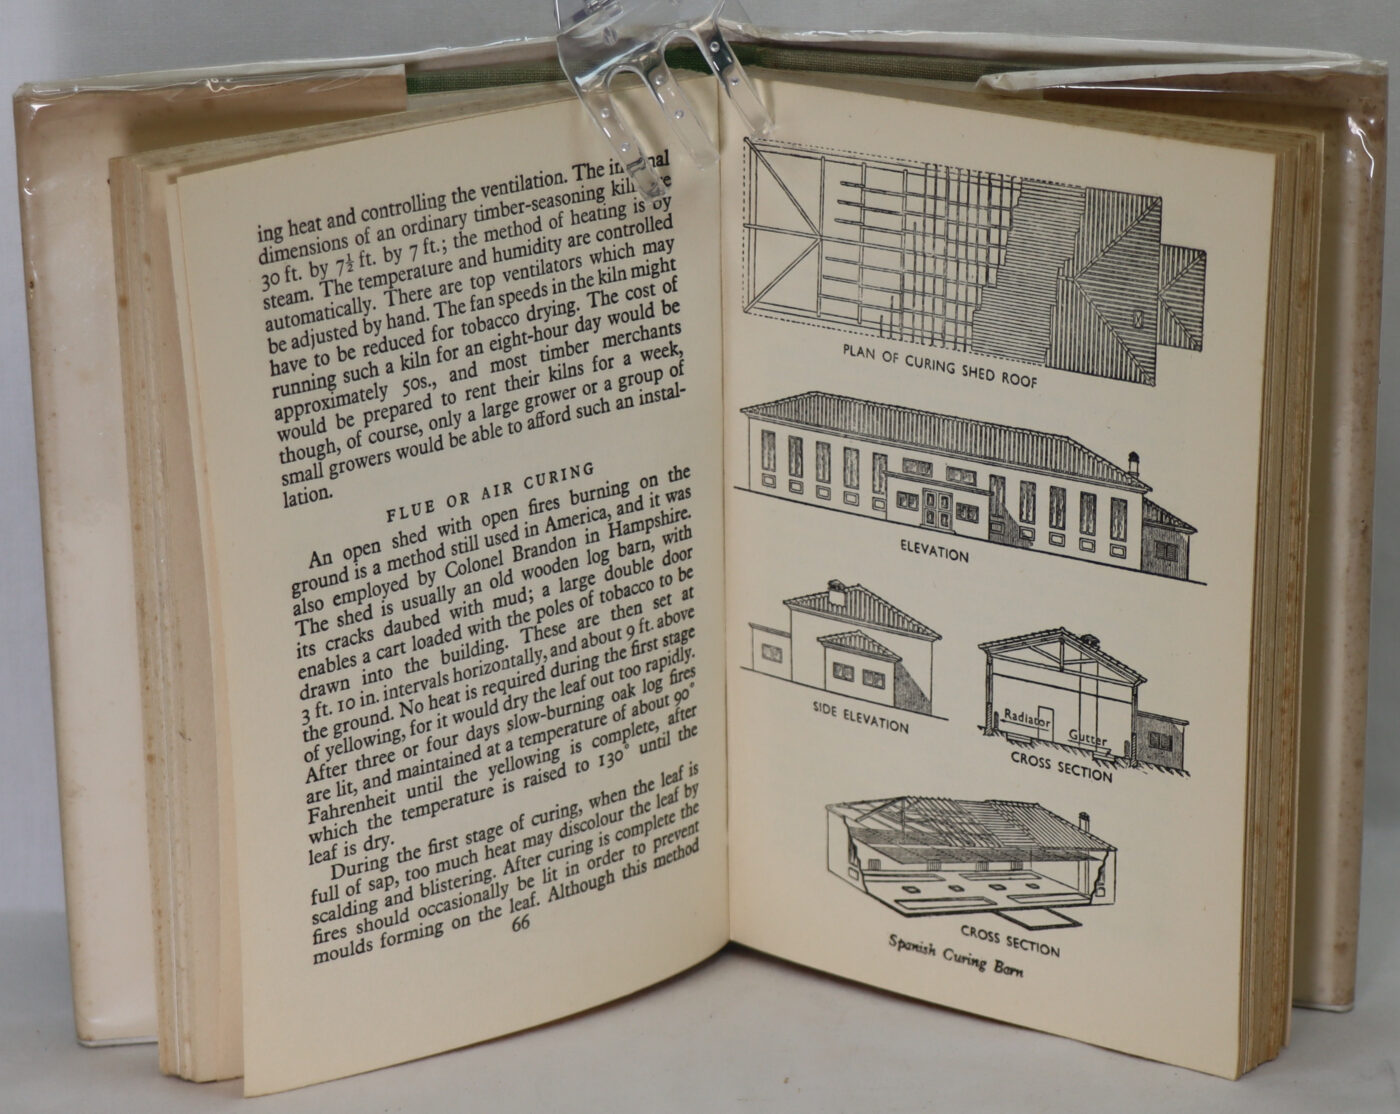 ing heat and controlling the ventilation. The internal
dimensions of an ordinary timber-seasoning kiln are
30 ft. by 7½ ft. by 7 ft.; the method of heating is by
steam. The temperature and humidity are controlled
automatically. There are top ventilators which may
be adjusted by hand. The fan speeds in the kiln might
have to be reduced for tobacco drying. The cost of
running such a kiln for an eight-hour day would be
approximately 50s., and most timber merchants
would be prepared to rent their kilns for a week,
though, of course, only a large grower or a group of
small growers would be able to afford such an instal-
lation.
FLUE OR AIR CURING
An open shed with open fires burning on the
ground is a method still used in America, and it was
also employed by Colonel Brandon in Hampshire.
The shed is usually an old wooden log barn, with
its cracks daubed with mud; a large double door
enables a cart loaded with the poles of tobacco to be
drawn into the building. These are then set at
3 ft. 10 in. intervals horizontally, and about 9 ft. above
the ground. No heat is required during the first stage
of yellowing, for it would dry the leaf out too rapidly.
After three or four days slow-burning oak log fires
are lit, and maintained at a temperature of about 90°
Fahrenheit until the yellowing is complete, after
which the temperature is raised to 130° until the
leaf is dry.
During the first stage of curing, when the leaf is
full of sap, too much heat may discolour the leaf by
scalding and blistering. After curing is complete the
fires should occasionally be lit in order to prevent
moulds forming on the leaf. Although this method
66
PLAN OF CURING SHED ROOF
ELEVATION
SIDE ELEVATION
Radiator
Gutter
CROSS SECTION
CROSS SECTION
Spanish Curing Barn